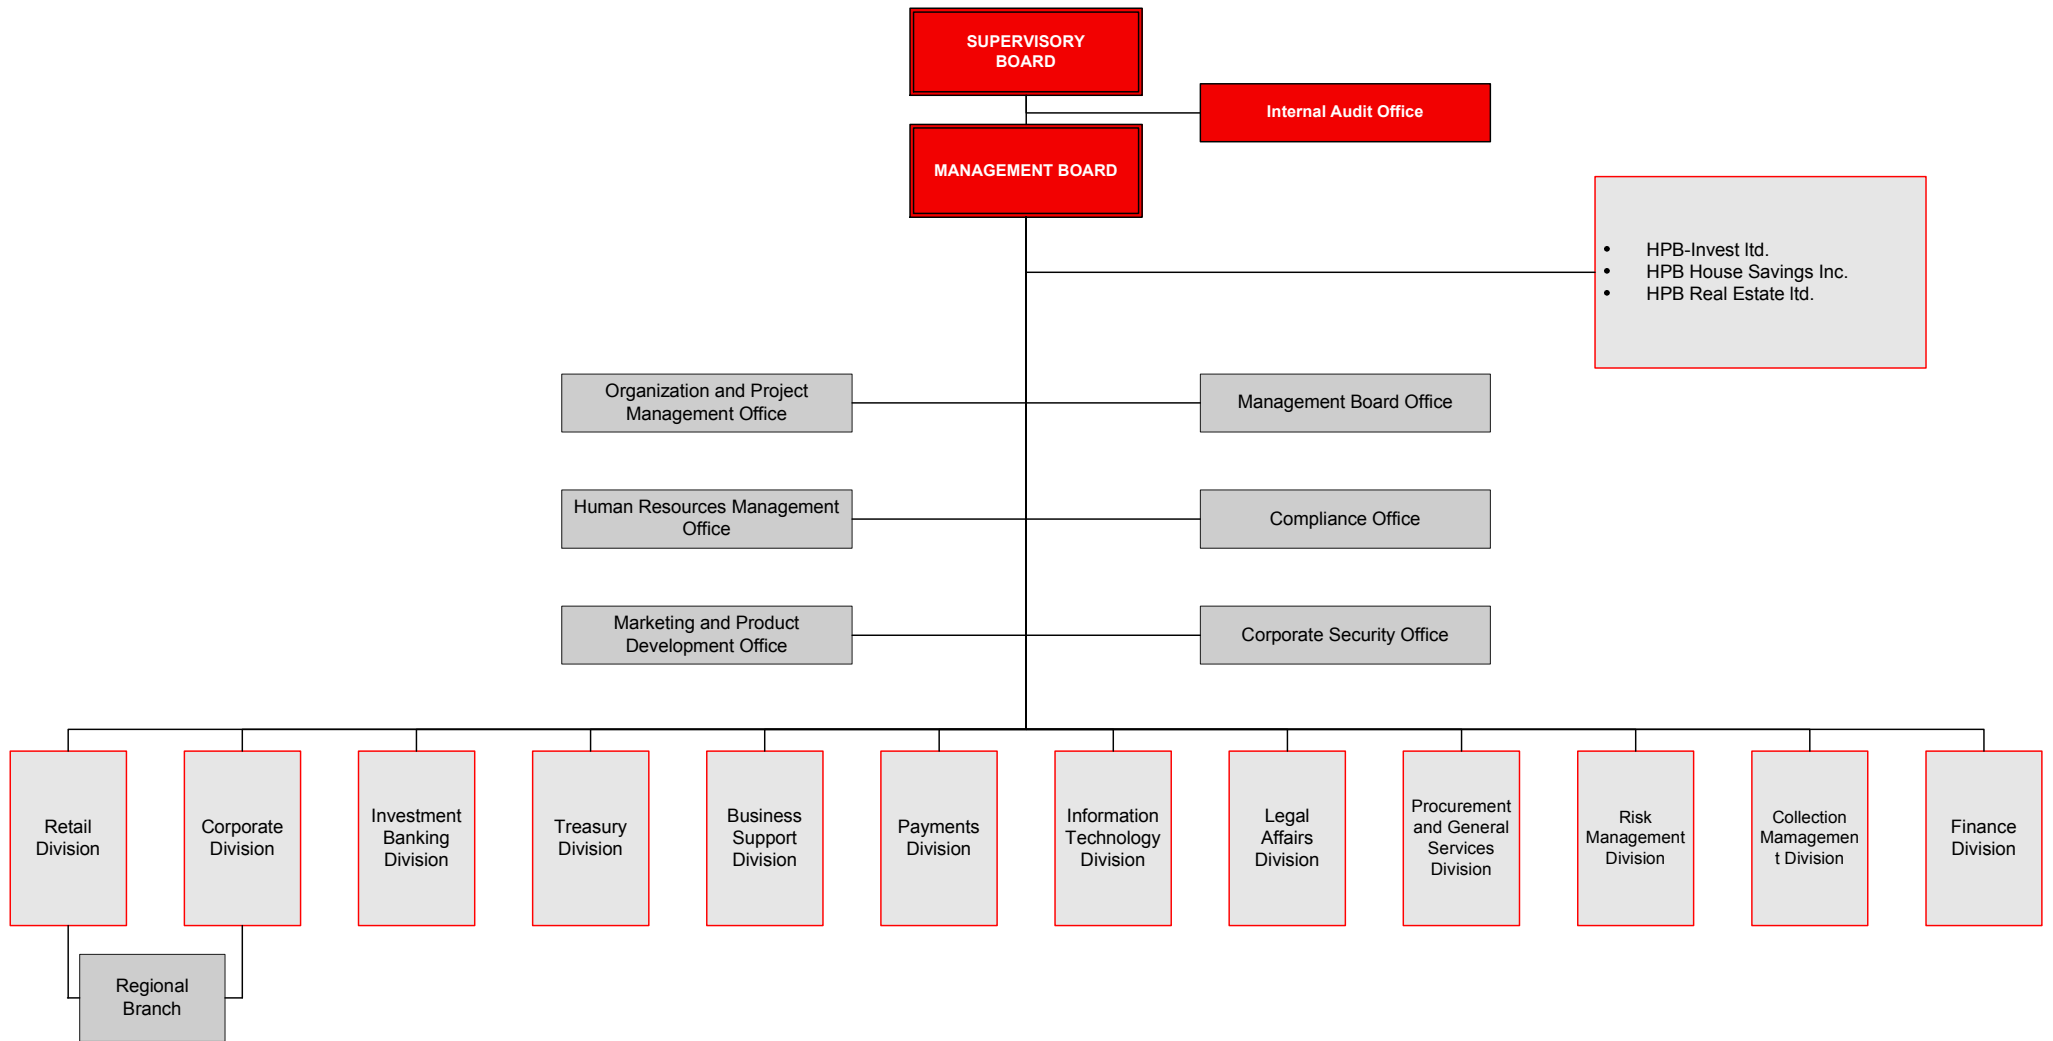 SUPERVISORY
BOARD
Internal Audit Office
MANAGEMENT BOARD
• HPB-Invest ltd.
• HPB House Savings Inc.
• HPB Real Estate ltd.
Organization and Project
Management Office
Management Board Office
Human Resources Management
Office
Compliance Office
Marketing and Product
Development Office
Corporate Security Office
Retail
Division
Corporate
Division
Investment
Banking
Division
Treasury
Division
Business
Support
Division
Payments
Division
Information
Technology
Division
Legal
Affairs
Division
Procurement
and General
Services
Division
Risk
Management
Division
Collection
Mamagemen
t Division
Finance
Division
Regional
Branch